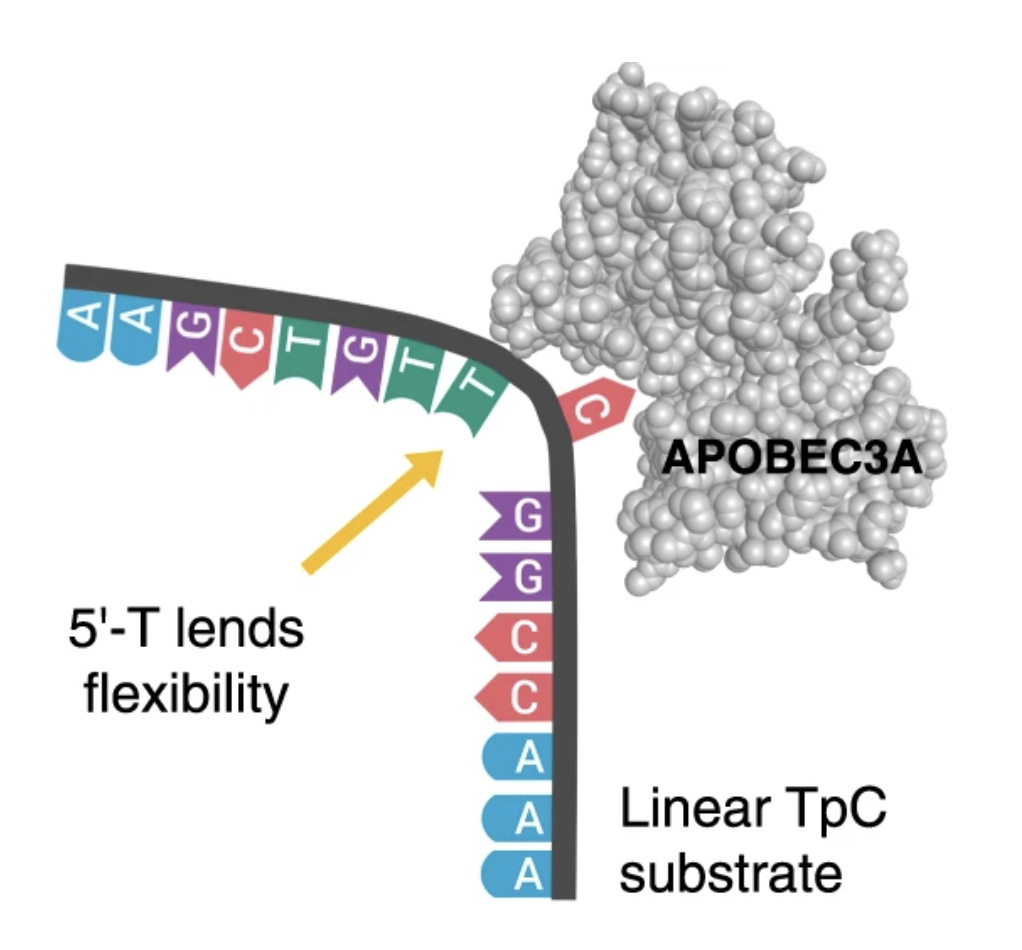 A A G C T G T T C
APOBEC3A
G
G
C
C
A
A
A
5'-T lends
flexibility
Linear TpC
substrate